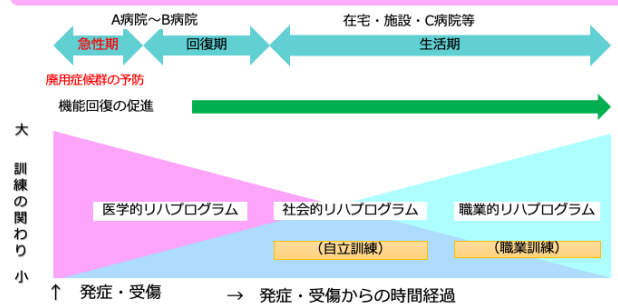 A病院～B病院
在宅・施設・C病院等
急性期
回復期
生活期
廃用症候群の予防
機能回復の促進
大 訓練の関わり 小
医学的リハプログラム
社会的リハプログラム
職業的リハプログラム
（自立訓練）
（職業訓練）
↑ 発症・受傷
→ 発症・受傷からの時間経過